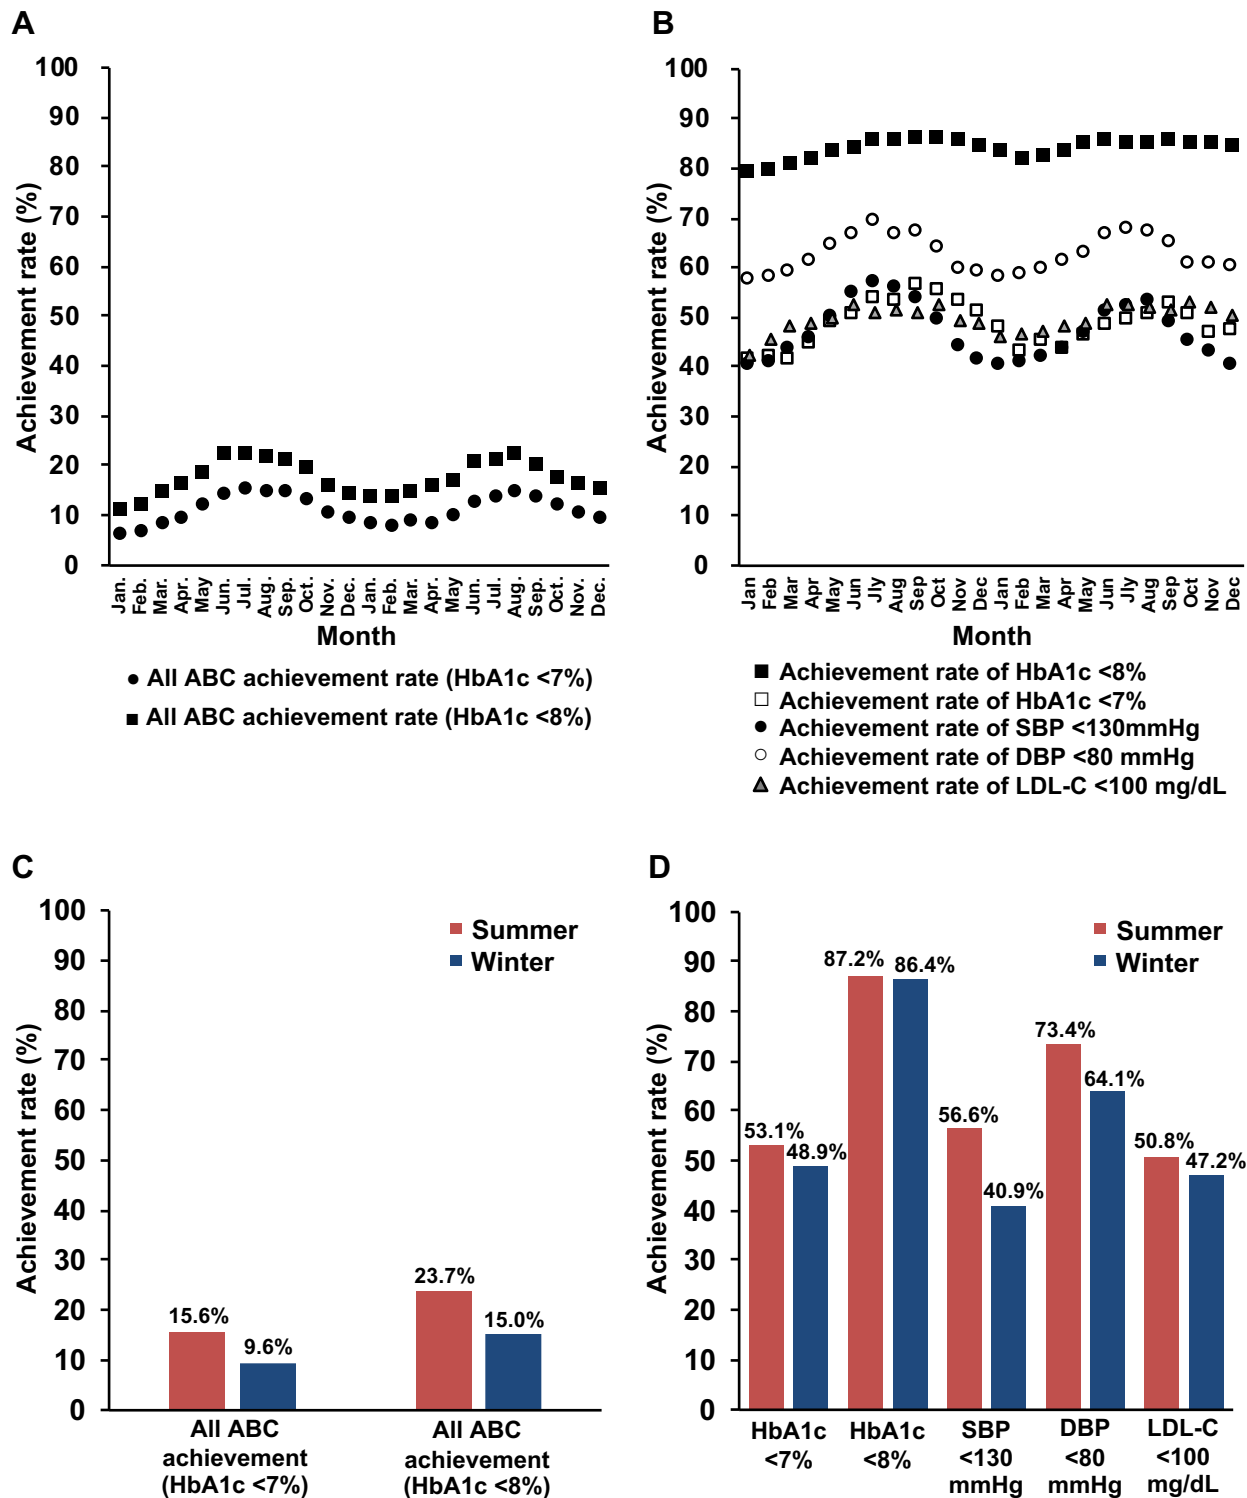 A
Achievement rate (%)
100
90
80
70
60
50
40
30
20
10
0
Jan.
Feb.
Mar.
Apr.
May
Jun.
Jul.
Aug.
Sep.
Oct.
Nov.
Dec.
Jan.
Feb.
Mar.
Apr.
May
Jun.
Jul.
Aug.
Sep.
Oct.
Nov.
Dec.
Month
All ABC achievement rate (HbA1c <7%)
All ABC achievement rate (HbA1c <8%)
B
Achievement rate (%)
100
90
80
70
60
50
40
30
20
10
0
Jan
Feb
Mar
Apr
May
Jun
Jly
Aug
Sep
Oct
Nov
Dec
Jan
Feb
Mar
Apr
May
Jun
Jly
Aug
Sep
Oct
Nov
Dec
Month
Achievement rate of HbA1c <8%
Achievement rate of HbA1c <7%
Achievement rate of SBP <130mmHg
Achievement rate of DBP <80 mmHg
Achievement rate of LDL-C <100 mg/dL
C
Achievement rate (%)
100
90
80
70
60
50
40
30
20
10
0
Summer
Winter
15.6%
9.6%
23.7%
15.0%
All ABC
achievement
(HbA1c <7%)
All ABC
achievement
(HbA1c <8%)
D
Achievement rate (%)
100
90
80
70
60
50
40
30
20
10
0
Summer
Winter
53.1%
48.9%
87.2%
86.4%
56.6%
40.9%
73.4%
64.1%
50.8%
47.2%
HbA1c
<7%
HbA1c
<8%
SBP
<130
mmHg
DBP
<80
mmHg
LDL-C
<100
mg/dL